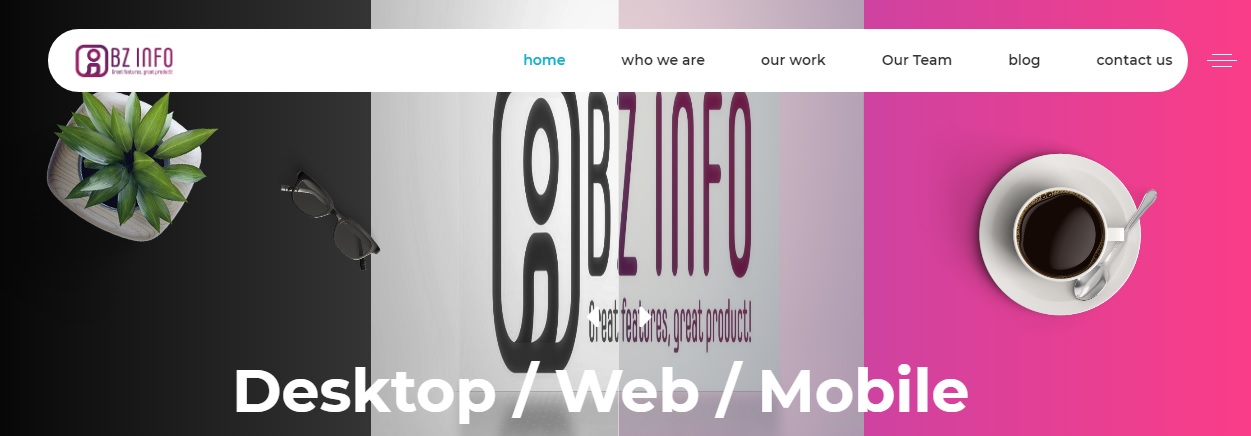 BZ INFO
Great features, great product!
home who we are our work Our Team blog contact us
BZ INFO
Great features, great product!
Desktop / Web / Mobile